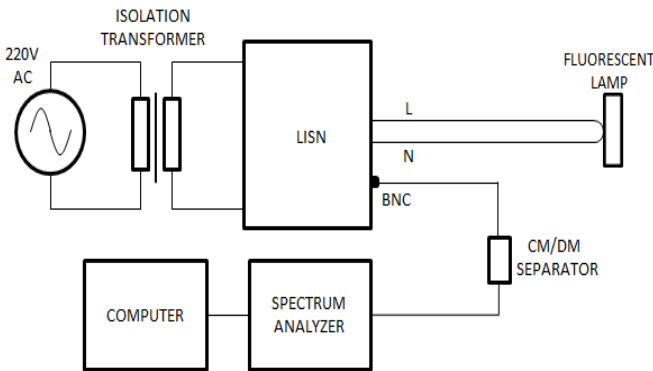 ISOLATION
TRANSFORMER
220V
AC
LISN
L
N
BNC
FLUORESCENT
LAMP
CM/DM
SEPARATOR
COMPUTER
SPECTRUM
ANALYZER